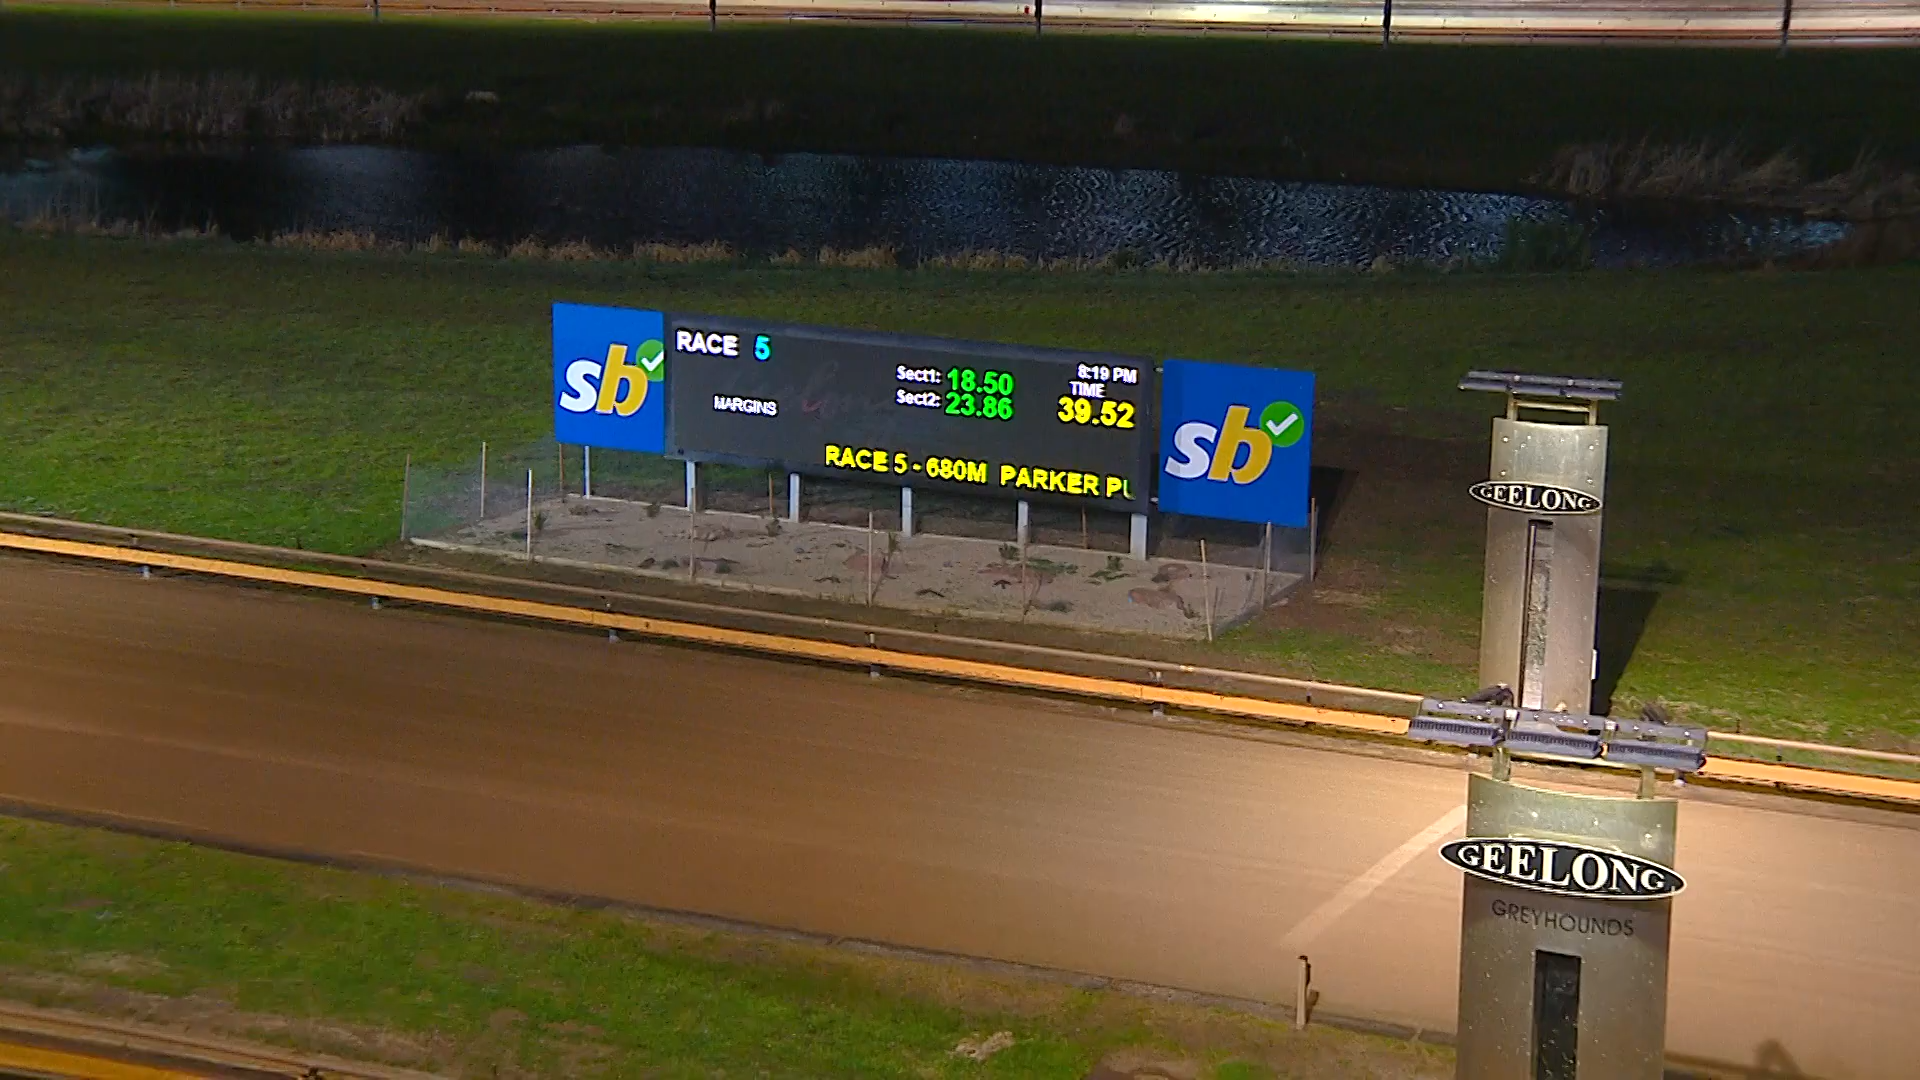 RACE 5
Sect1: 18.50
Sect2: 23.86
8:19 PM
TIME
39.52
MARGINS
RACE 5 - 680M PARKER
sb
sb
GEELONG
GEELONG
GREYHOUNDS